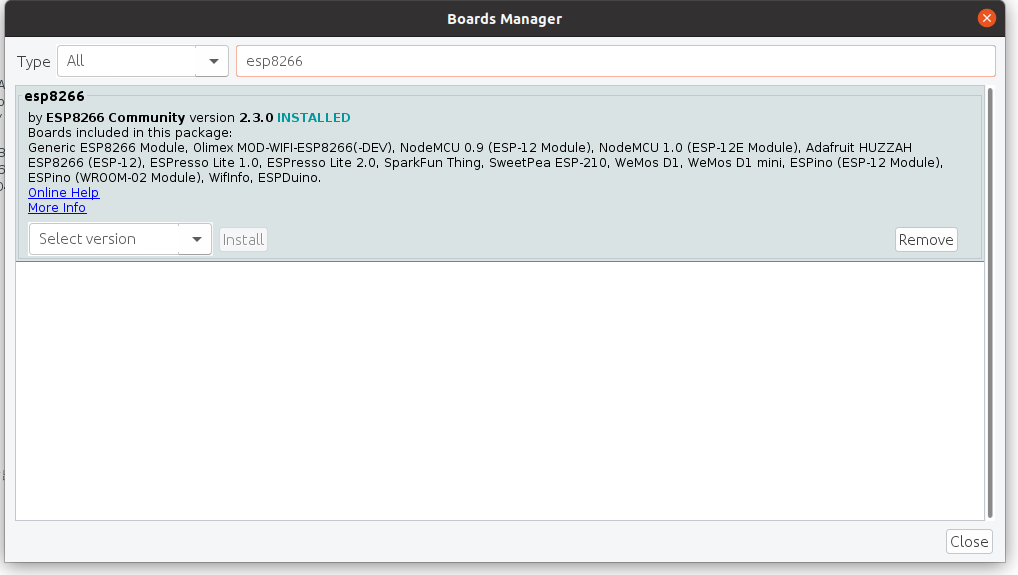 Boards Manager
Type All esp8266
esp8266
by ESP8266 Community version 2.3.0 INSTALLED
Boards included in this package:
Generic ESP8266 Module, Olimex MOD-WIFI-ESP8266(-DEV), NodeMCU 0.9 (ESP-12 Module), NodeMCU 1.0 (ESP-12E Module), Adafruit HUZZAH
ESP8266 (ESP-12), ESPresso Lite 1.0, ESPresso Lite 2.0, SparkFun Thing, SweetPea ESP-210, WeMos D1, WeMos D1 mini, ESPino (ESP-12 Module),
ESPino (WROOM-02 Module), WifInfo, ESPDuino.
Online Help
More Info
Select version Install Remove
Close